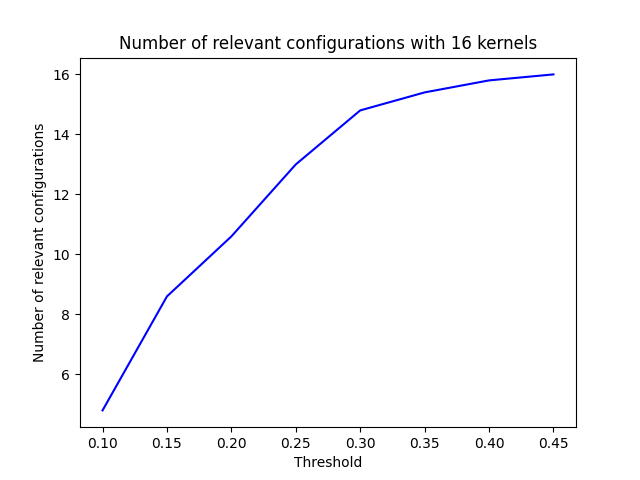 Number of relevant configurations with 16 kernels
Number of relevant configurations
16
14
12
10
8
6
0.10 0.15 0.20 0.25 0.30 0.35 0.40 0.45
Threshold